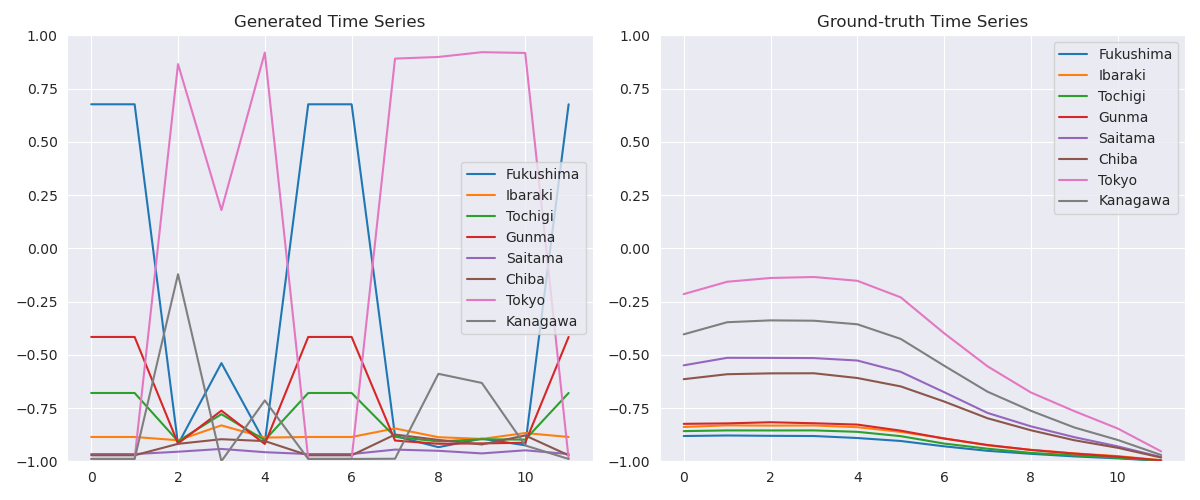 Generated Time Series
1.00
0.75
0.50
0.25
0.00
−0.25
−0.50
−0.75
−1.00
0 2 4 6 8 10
Fukushima
Ibaraki
Tochigi
Gunma
Saitama
Chiba
Tokyo
Kanagawa
Ground-truth Time Series
1.00
0.75
0.50
0.25
0.00
−0.25
−0.50
−0.75
−1.00
0 2 4 6 8 10
Fukushima
Ibaraki
Tochigi
Gunma
Saitama
Chiba
Tokyo
Kanagawa